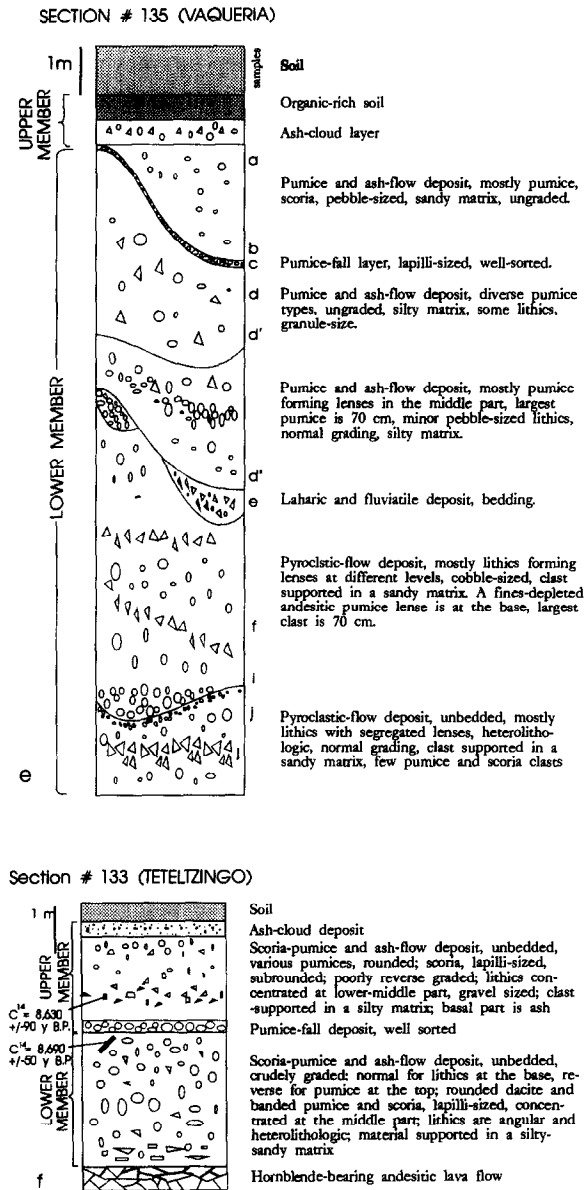 SECTION # 135 (VAQUERIA)
1m
samples
Soil
Organic-rich soil
UPPER
MEMBER
Ash-cloud layer
a
Pumice and ash-flow deposit, mostly pumice,
scoria, pebble-sized, sandy matrix, ungraded.
b
c
Pumice-fall layer, lapilli-sized, well-sorted.
d
Pumice and ash-flow deposit, diverse pumice
types, ungraded, silty matrix, some lithics,
granule-size.
d'
LOWER MEMBER
Pumice and ash-flow deposit, mostly pumice
forming lenses in the middle part, largest
pumice is 70 cm, minor pebble-sized lithics,
normal grading, silty matrix.
d"
e
Laharic and fluviatile deposit, bedding.
Pyroclstic-flow deposit, mostly lithics forming
lenses at different levels, cobble-sized, clast
supported in a sandy matrix. A fines-depleted
andesitic pumice lense is at the base, largest
clast is 70 cm.
f
i
j
Pyroclastic-flow deposit, unbedded, mostly
lithics with segregated lenses, heterolitho-
logic, normal grading, clast supported in a
sandy matrix, few pumice and scoria clasts
l
e
Section # 133 (TETELTZINGO)
1 m
Soil
Ash-cloud deposit
UPPER
MEMBER
Scoria-pumice and ash-flow deposit, unbedded,
various pumices, rounded; scoria, lapilli-sized,
subrounded; poorly reverse graded; lithics con-
centrated at lower-middle part, gravel sized; clast
-supported in a silty matrix; basal part is ash
C14= 8,630
+/-90 y B.P.
Pumice-fall deposit, well sorted
C14= 8,690
+/-50 y B.P.
LOWER
MEMBER
Scoria-pumice and ash-flow deposit, unbedded,
crudely graded: normal for lithics at the base, re-
verse for pumice at the top; rounded dacite and
banded pumice and scoria, lapilli-sized, concen-
trated at the middle part; lithics are angular and
heterolithologic; material supported in a silty-
sandy matrix
f
Hornblende-bearing andesitic lava flow